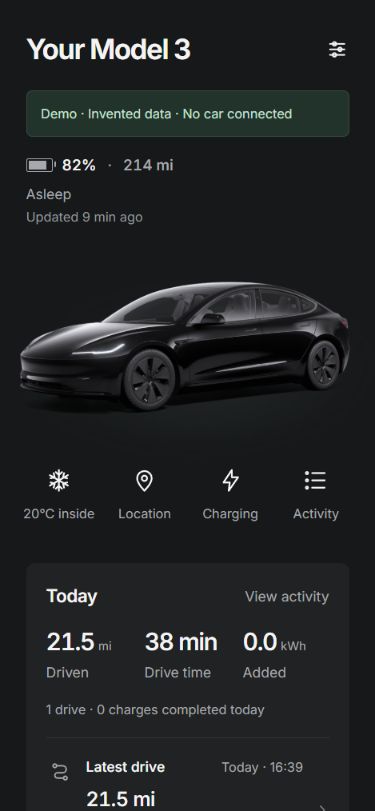 Your Model 3
Demo · Invented data · No car connected
82% · 214 mi
Asleep
Updated 9 min ago
20°C inside Location Charging Activity
Today View activity
21.5 mi 38 min 0.0 kWh
Driven Drive time Added
1 drive · 0 charges completed today
Latest drive Today · 16:39
21.5 mi